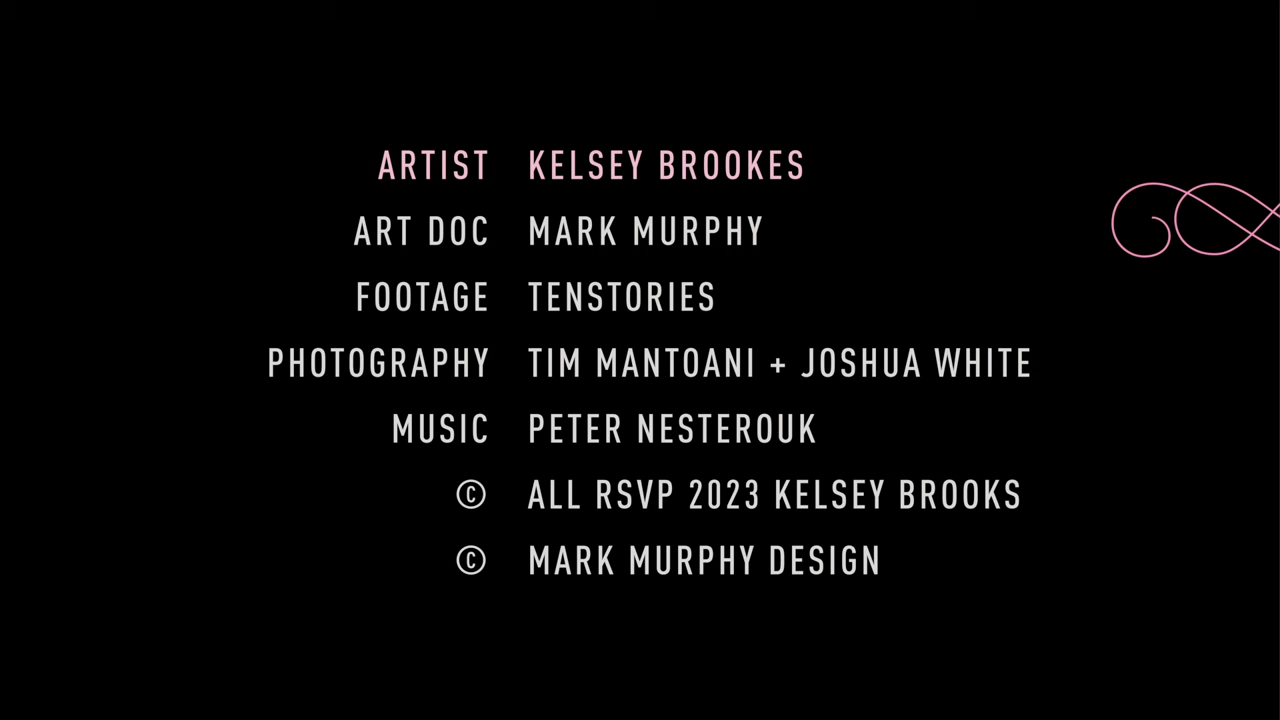 ARTIST KELSEY BROOKES
ART DOC MARK MURPHY
FOOTAGE TENSTORIES
PHOTOGRAPHY TIM MANTOANI + JOSHUA WHITE
MUSIC PETER NESTEROUK
© ALL RSVP 2023 KELSEY BROOKS
© MARK MURPHY DESIGN